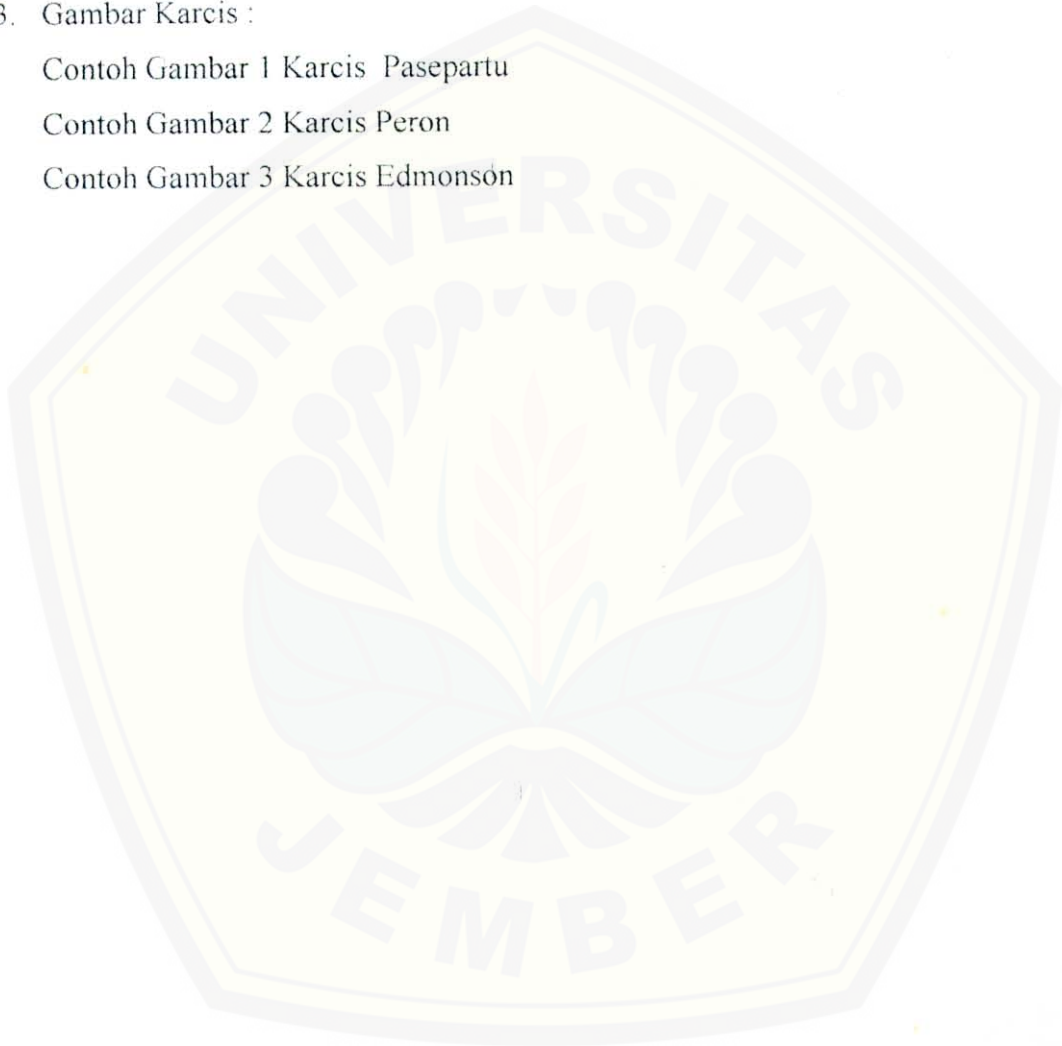 3. Gambar Karcis :
Contoh Gambar 1 Karcis Pasepartu
Contoh Gambar 2 Karcis Peron
Contoh Gambar 3 Karcis Edmonson
UNIVERSITAS
JEMBER